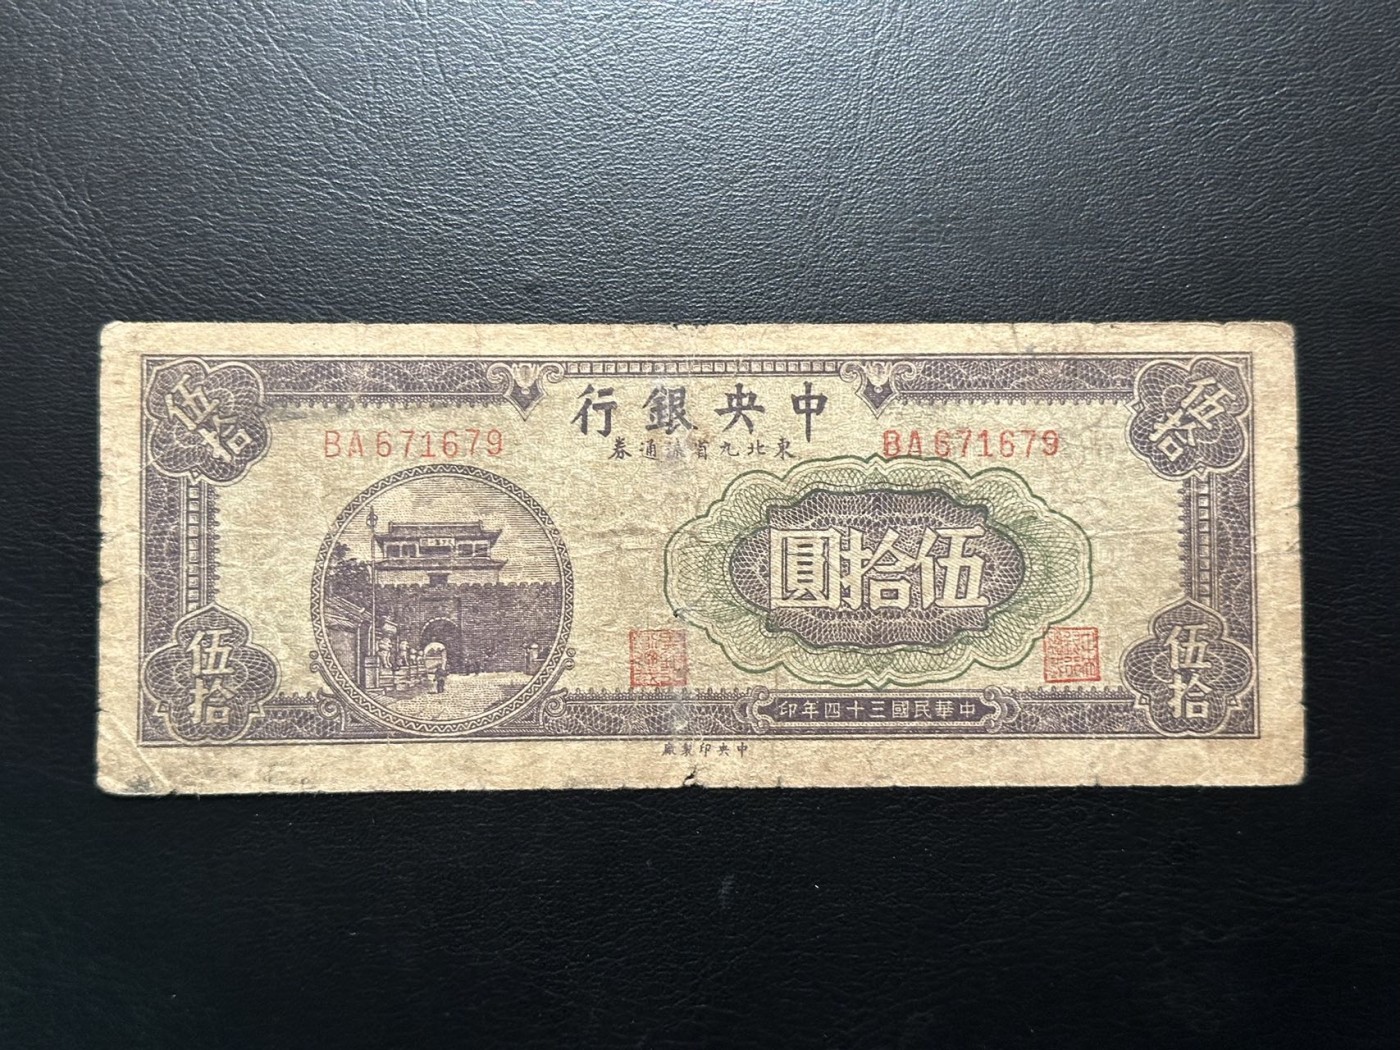 中央銀行
東北九省流通券
BA671679
BA671679
伍拾
伍拾
伍拾圓
伍拾
伍拾
中華民國三十四年印
中央印製廠